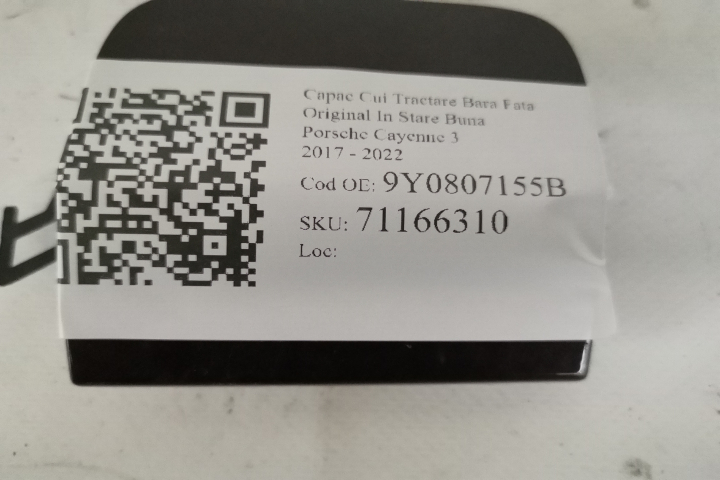 Capac Cui Tractare Bara Fata
Original In Stare Buna
Porsche Cayenne 3
2017 - 2022
Cod OE: 9Y0807155B
SKU: 71166310
Loc: